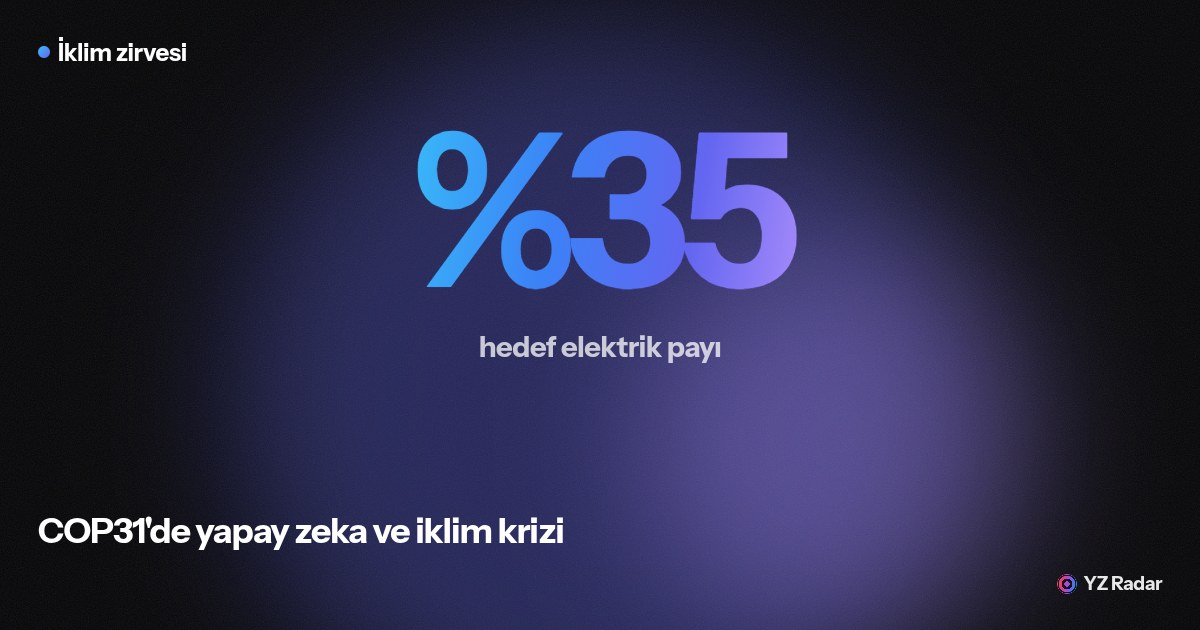 İklim zirvesi
%35
hedef elektrik payı
COP31'de yapay zeka ve iklim krizi
YZ Radar